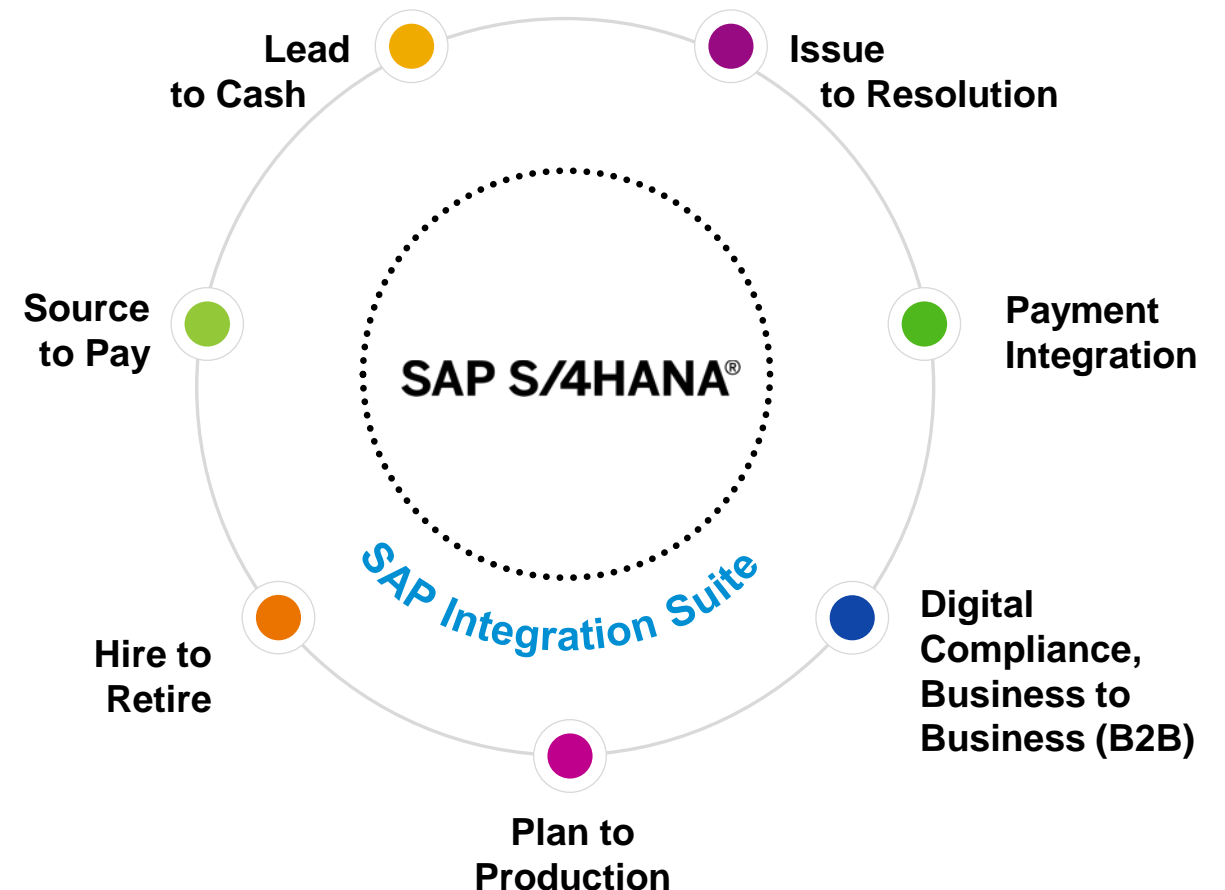 Lead
to Cash
Issue
to Resolution
Source
to Pay
Payment
Integration
SAP S/4HANA®
SAP Integration Suite
Hire to
Retire
Digital
Compliance,
Business to
Business (B2B)
Plan to
Production